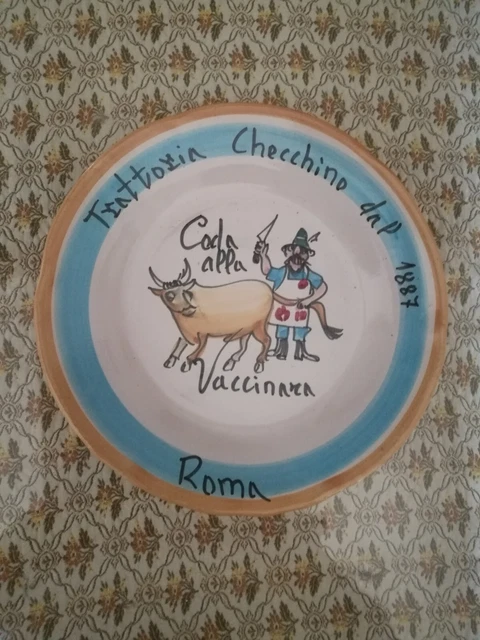 Trattoria Checchino dal 1887
Coda
alla
Vaccinara
Roma